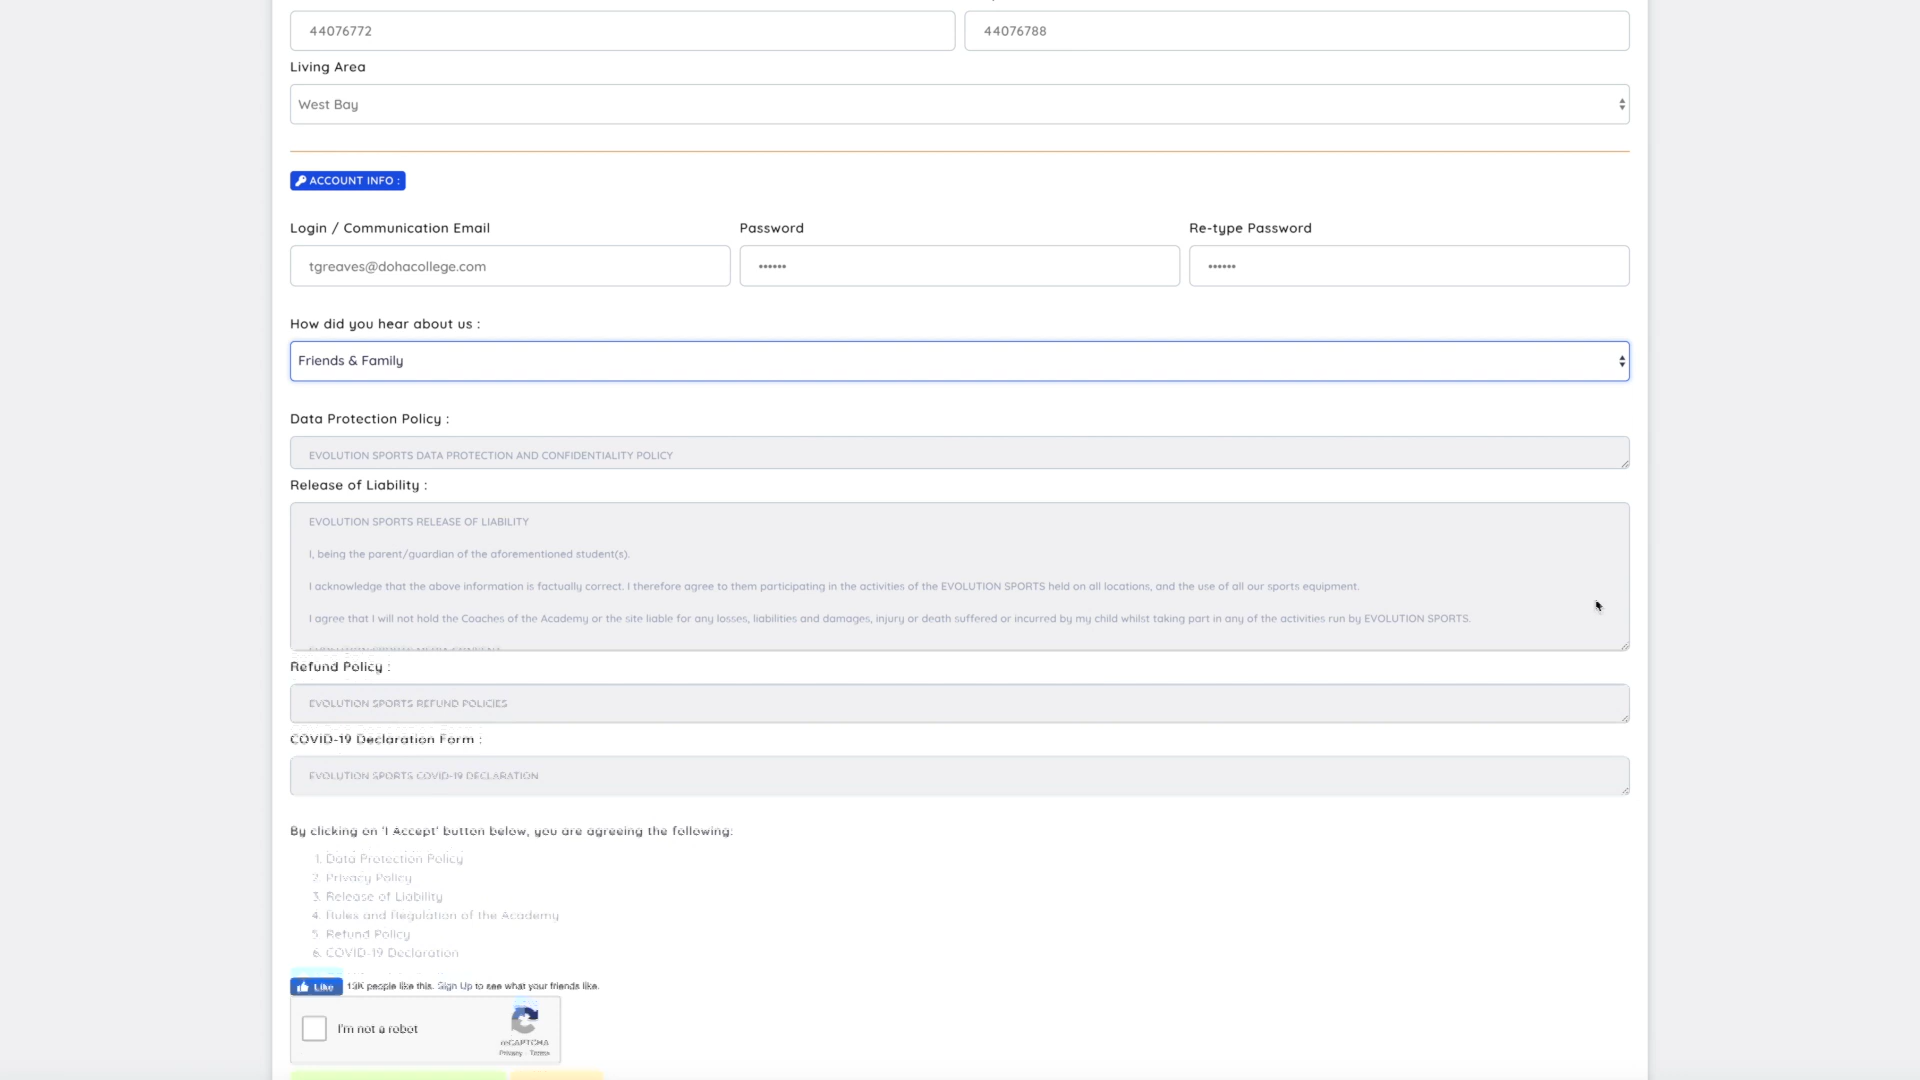 44076772
44076788
Living Area
West Bay
ACCOUNT INFO :
Login / Communication Email
Password
Re-type Password
tgreaves@dohacollege.com
••••••
••••••
How did you hear about us :
Friends & Family
Data Protection Policy :
EVOLUTION SPORTS DATA PROTECTION AND CONFIDENTIALITY POLICY
Release of Liability :
EVOLUTION SPORTS RELEASE OF LIABILITY
I, being the parent/guardian of the aforementioned student(s).
I acknowledge that the above information is factually correct. I therefore agree to them participating in the activities of the EVOLUTION SPORTS held on all locations, and the use of all our sports equipment.
I agree that I will not hold the Coaches of the Academy or the site liable for any losses, liabilities and damages, injury or death suffered or incurred by my child whilst taking part in any of the activities run by EVOLUTION SPORTS.
Refund Policy :
EVOLUTION SPORTS REFUND POLICIES
COVID-19 Declaration Form :
EVOLUTION SPORTS COVID-19 DECLARATION
By clicking on 'I Accept' button below, you are agreeing the following:
1. Data Protection Policy
2. Privacy Policy
3. Release of Liability
4. Rules and Regulation of the Academy
5. Refund Policy
6. COVID-19 Declaration
Like people like this. Sign Up to see what your friends like.
I'm not a robot
reCAPTCHA
Privacy - Terms